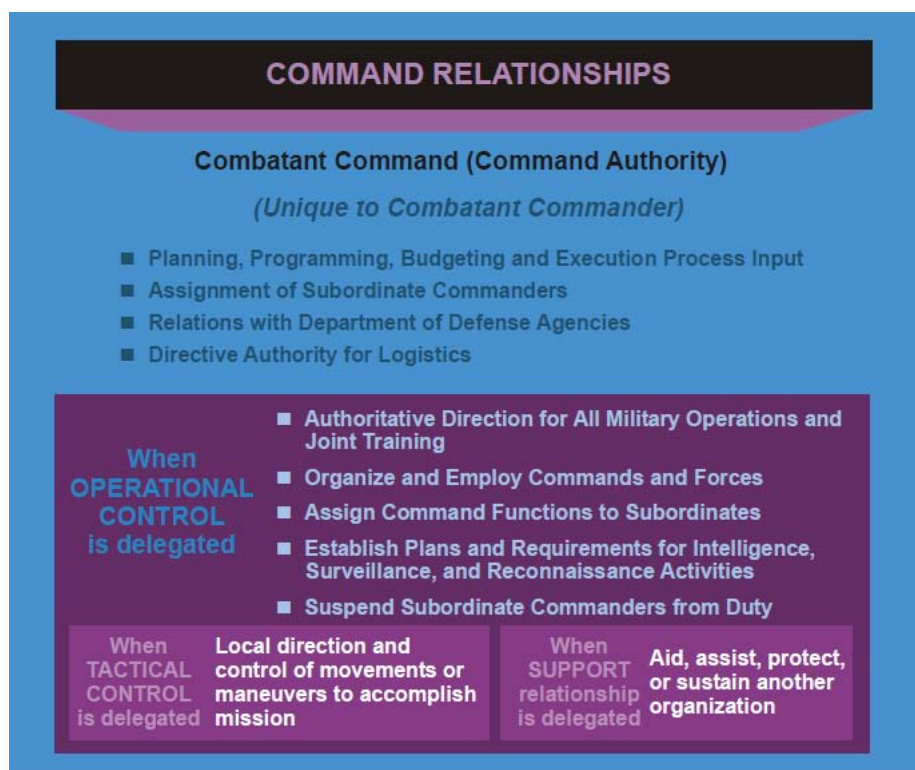 COMMAND RELATIONSHIPS
Combatant Command (Command Authority)
(Unique to Combatant Commander)
■ Planning, Programming, Budgeting and Execution Process Input
■ Assignment of Subordinate Commanders
■ Relations with Department of Defense Agencies
■ Directive Authority for Logistics
When
OPERATIONAL
CONTROL
is delegated
■ Authoritative Direction for All Military Operations and
Joint Training
■ Organize and Employ Commands and Forces
■ Assign Command Functions to Subordinates
■ Establish Plans and Requirements for Intelligence,
Surveillance, and Reconnaissance Activities
■ Suspend Subordinate Commanders from Duty
When
TACTICAL
CONTROL
is delegated
Local direction and
control of movements or
maneuvers to accomplish
mission
When
SUPPORT
relationship
is delegated
Aid, assist, protect,
or sustain another
organization